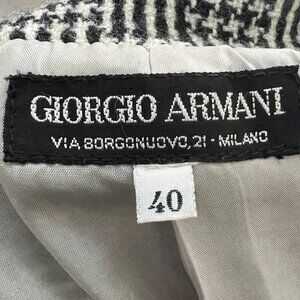 GIORGIO ARMANI
VIA BORGONUOVO, 21 - MILANO
40